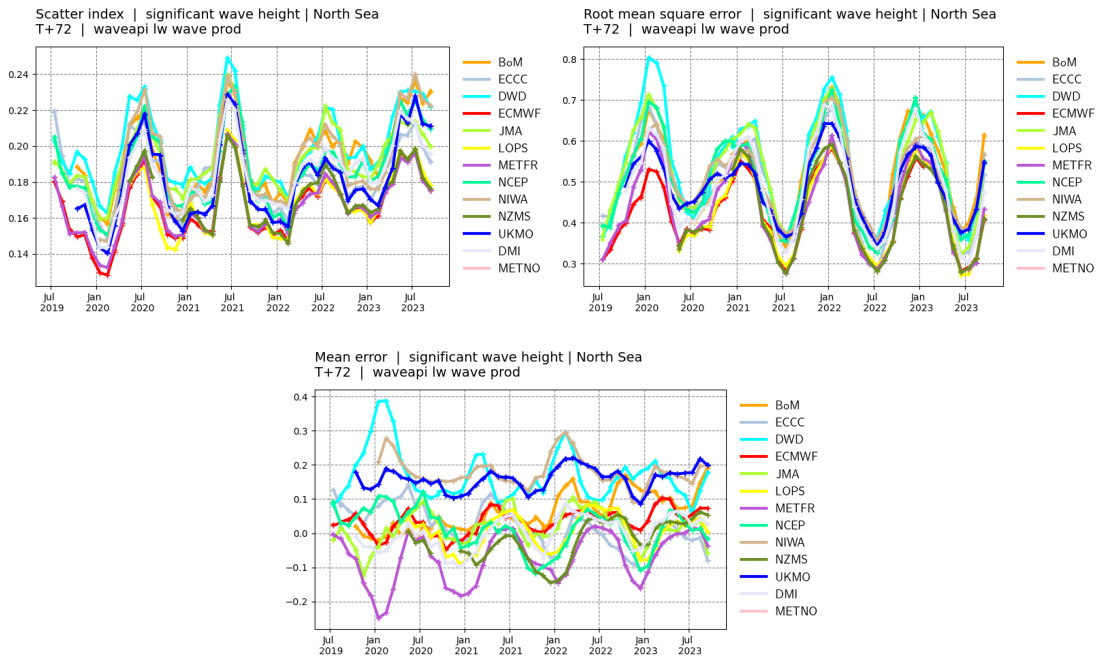 Scatter index | significant wave height | North Sea
T+72 | waveapi lw wave prod
0.24
0.22
0.20
0.18
0.16
0.14
Jul 2019
Jan 2020
Jul 2020
Jan 2021
Jul 2021
Jan 2022
Jul 2022
Jan 2023
Jul 2023
BoM
ECCC
DWD
ECMWF
JMA
LOPS
METFR
NCEP
NIWA
NZMS
UKMO
DMI
METNO
Root mean square error | significant wave height | North Sea
T+72 | waveapi lw wave prod
0.8
0.7
0.6
0.5
0.4
0.3
Jul 2019
Jan 2020
Jul 2020
Jan 2021
Jul 2021
Jan 2022
Jul 2022
Jan 2023
Jul 2023
BoM
ECCC
DWD
ECMWF
JMA
LOPS
METFR
NCEP
NIWA
NZMS
UKMO
DMI
METNO
Mean error | significant wave height | North Sea
T+72 | waveapi lw wave prod
0.4
0.3
0.2
0.1
0.0
−0.1
−0.2
Jul 2019
Jan 2020
Jul 2020
Jan 2021
Jul 2021
Jan 2022
Jul 2022
Jan 2023
Jul 2023
BoM
ECCC
DWD
ECMWF
JMA
LOPS
METFR
NCEP
NIWA
NZMS
UKMO
DMI
METNO